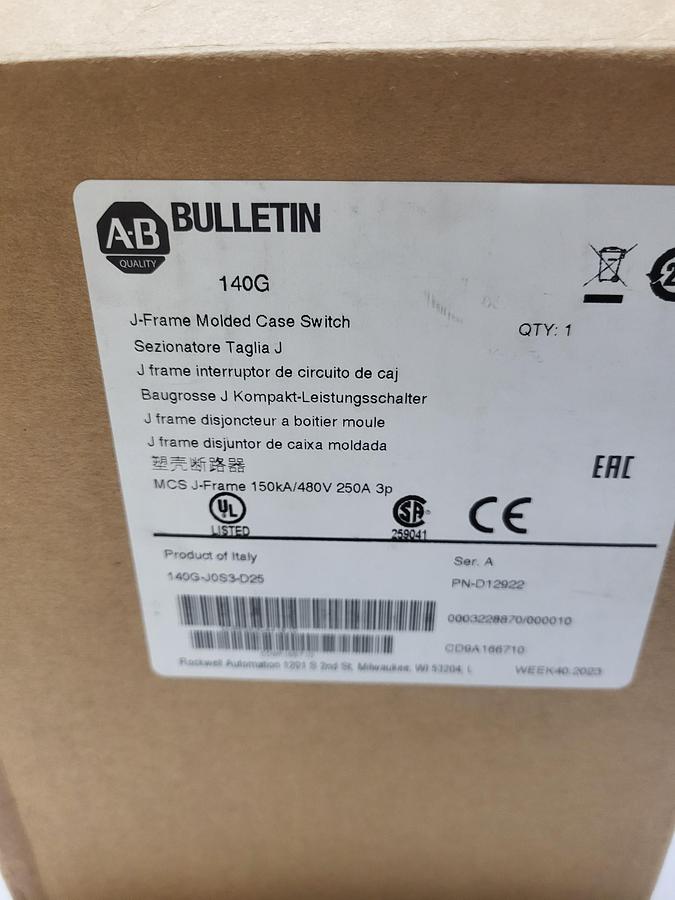 A·B QUALITY
BULLETIN
140G
J-Frame Molded Case Switch
QTY: 1
Sezionatore Taglia J
J frame interruptor de circuito de caj
Baugrosse J Kompakt-Leistungsschalter
J frame disjoncteur a boitier moule
J frame disjuntor de caixa moldada
塑壳断路器
EAC
MCS J-Frame 150kA/480V 250A 3p
UL LISTED
SA 259041
CE
Product of Italy
Ser. A
140G-J0S3-D25
PN-D12922
0003228870/000010
CD9A166710
Rockwell Automation 1201 S 2nd St, Milwaukee, WI 53204,
WEEK40.2023